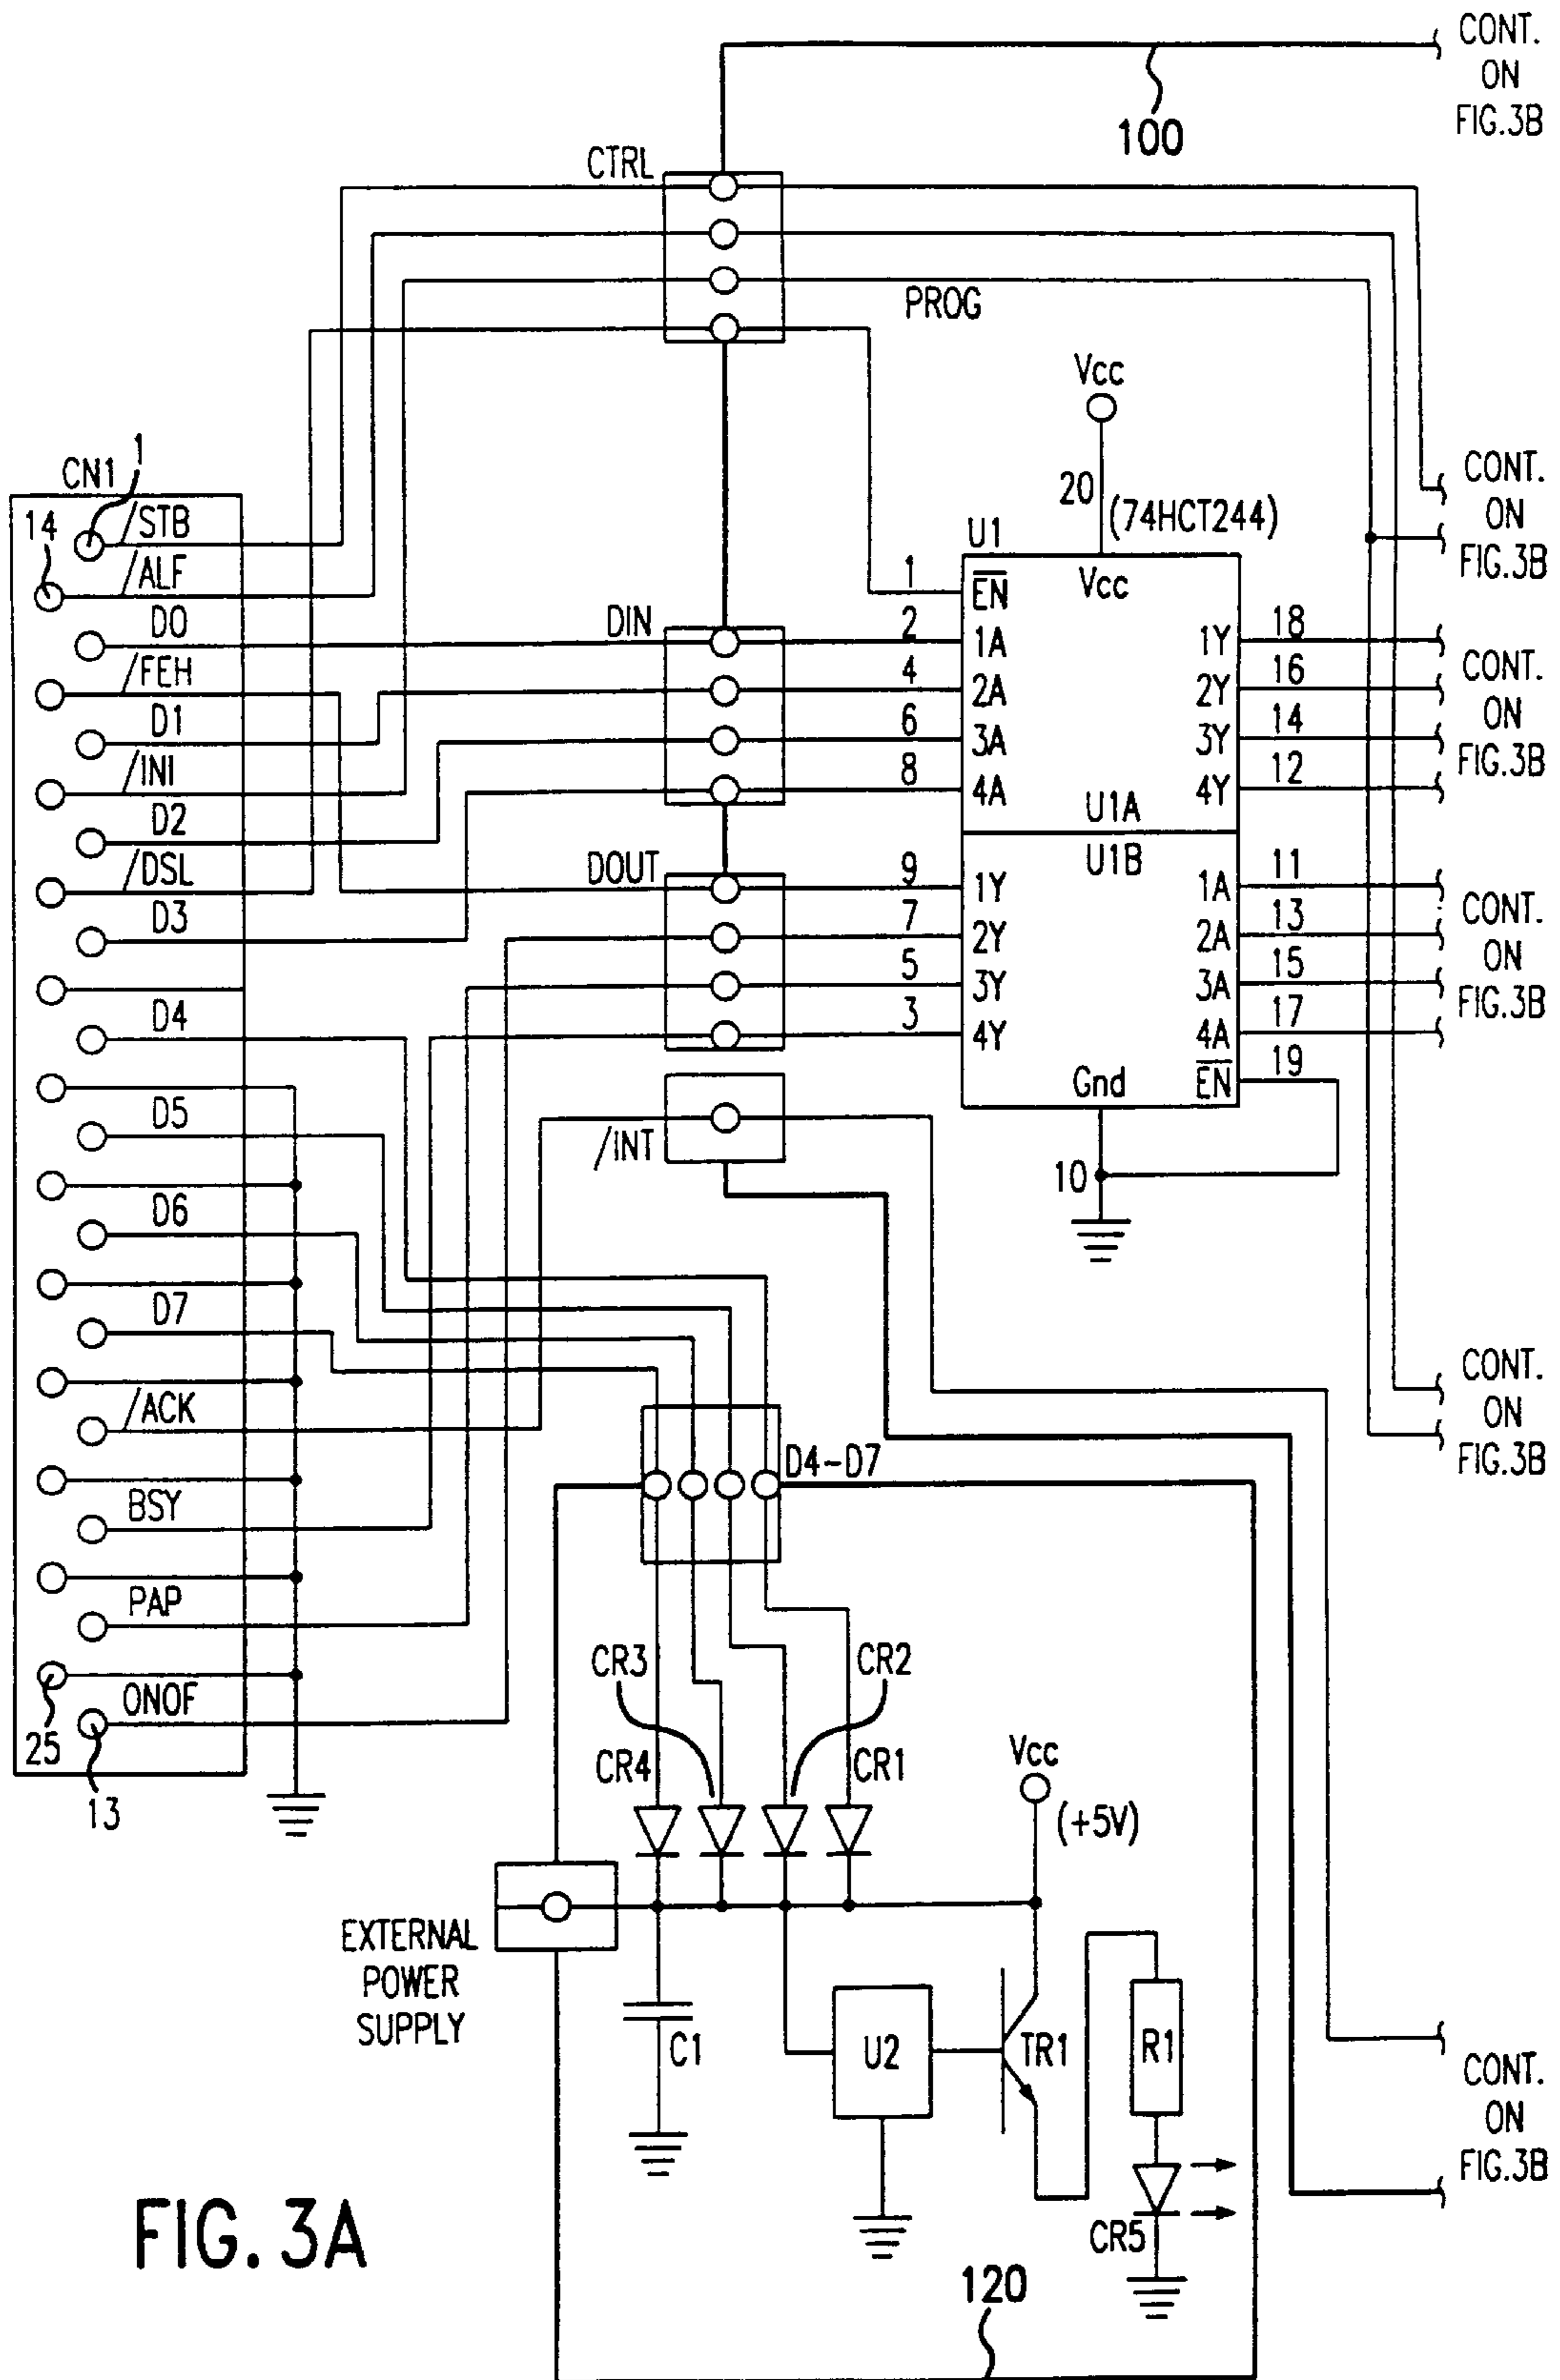 CONT.
ON
FIG.3B
100
CTRL
PROG
Vcc
20
(74HCT244)
CONT.
ON
FIG.3B
CN1
1
14
/STB
/ALF
D0
/FEH
D1
/INI
D2
/DSL
D3
D4
D5
D6
D7
/ACK
BSY
PAP
ONOF
25
13
DIN
DOUT
/INT
U1
1
EN
Vcc
2
1A
1Y
18
4
2A
2Y
16
6
3A
3Y
14
8
4A
4Y
12
U1A
U1B
9
1Y
1A
11
7
2Y
2A
13
5
3Y
3A
15
3
4Y
4A
17
Gnd
EN
19
10
CONT.
ON
FIG.3B
CONT.
ON
FIG.3B
CONT.
ON
FIG.3B
D4-D7
CR3
CR2
CR4
CR1
Vcc
(+5V)
EXTERNAL
POWER
SUPPLY
C1
U2
TR1
R1
CR5
CONT.
ON
FIG.3B
120
FIG. 3A